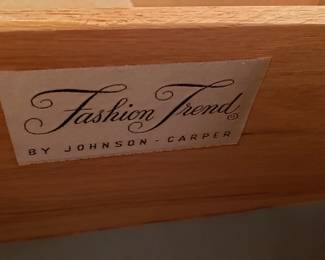 Fashion Trend
BY JOHNSON - CARPER